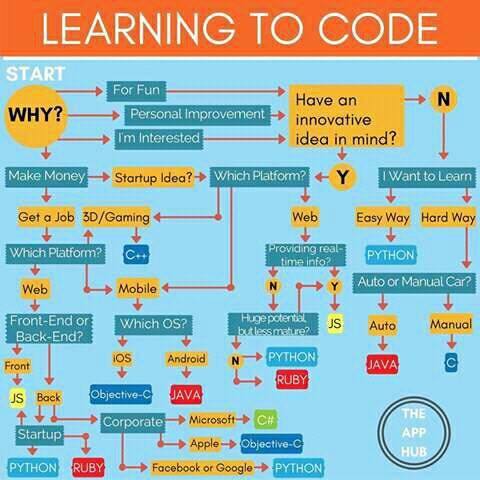 LEARNING TO CODE
START
WHY?
For Fun
Personal Improvement
I'm Interested
Have an
innovative
idea in mind?
N
Make Money
Startup Idea?
Which Platform?
Y
I Want to Learn
Get a Job
3D/Gaming
Web
Easy Way
Hard Way
Which Platform?
C++
Providing real-
time info?
PYTHON
Web
Mobile
N
Y
Auto or Manual Car?
Front-End or
Back-End?
Which OS?
Huge potential,
but less mature?
JS
Auto
Manual
Front
iOS
Android
N
PYTHON
RUBY
JAVA
C
JS
Back
Objective-C
JAVA
Startup
Corporate
Microsoft
C#
Apple
Objective-C
PYTHON
RUBY
Facebook or Google
PYTHON
THE
APP
HUB